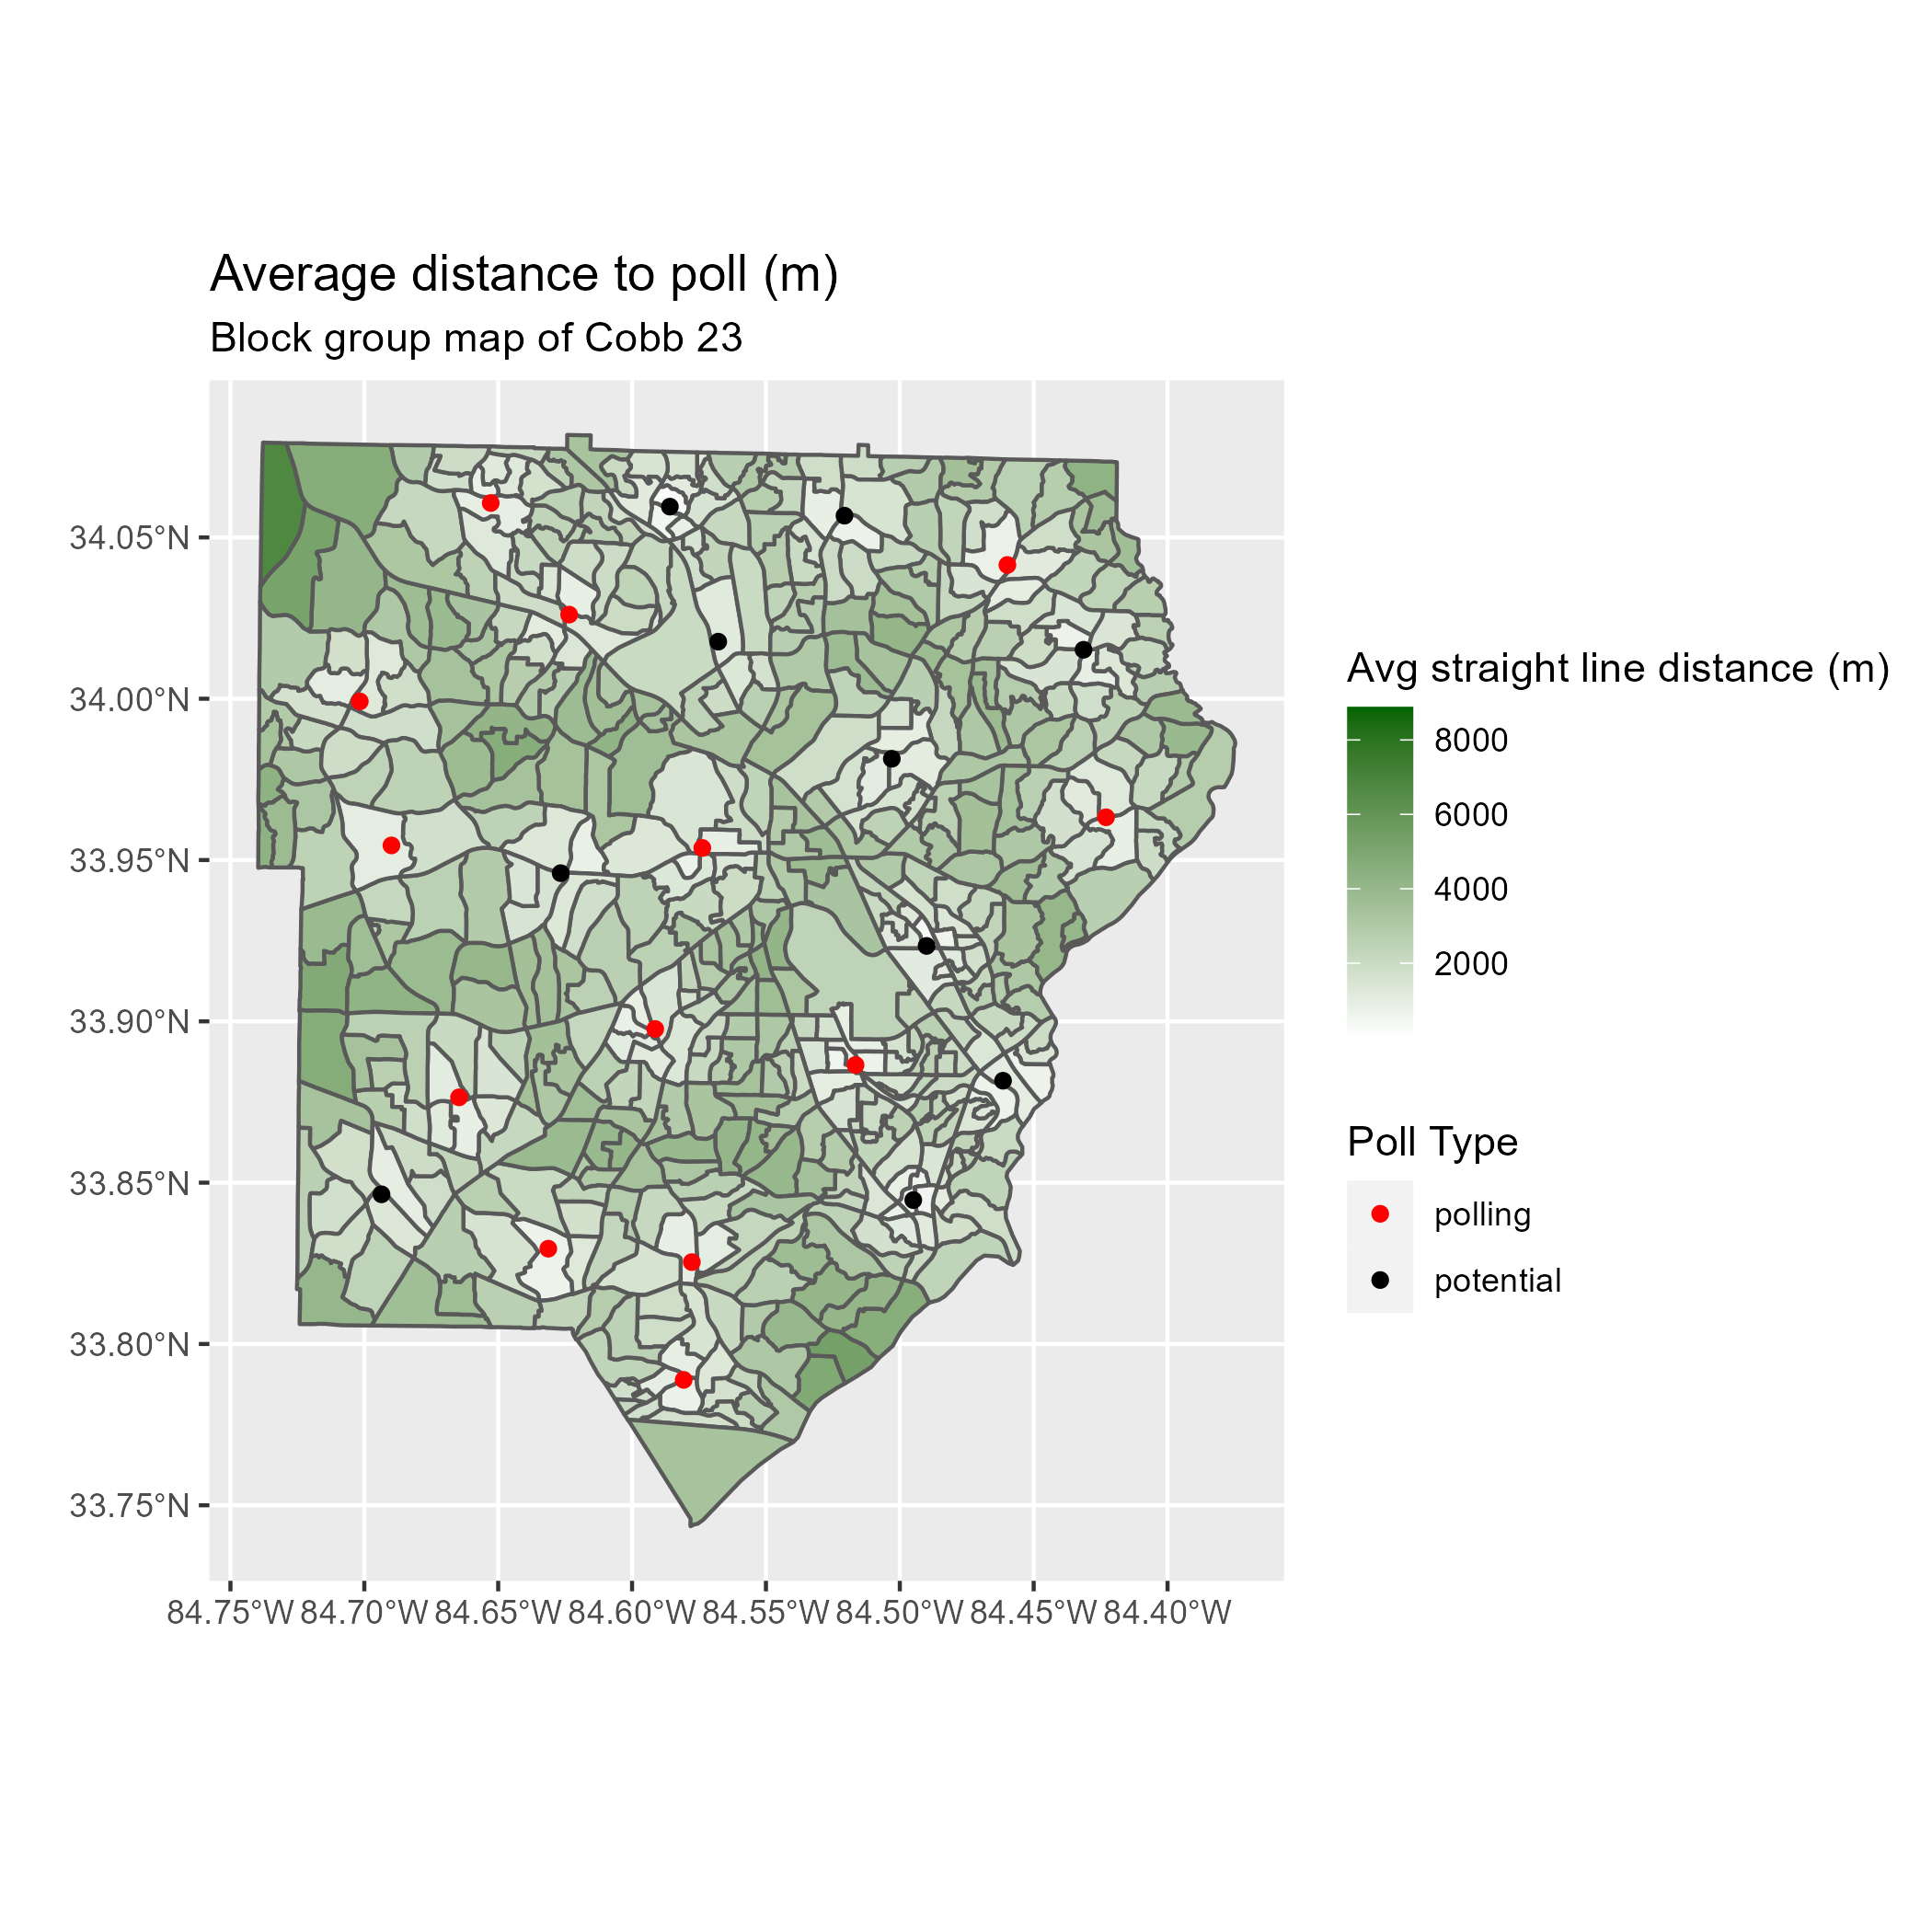 Average distance to poll (m)
Block group map of Cobb 23
34.05°N
34.00°N
33.95°N
33.90°N
33.85°N
33.80°N
33.75°N
84.75°W 84.70°W 84.65°W 84.60°W 84.55°W 84.50°W 84.45°W 84.40°W
Avg straight line distance (m)
8000
6000
4000
2000
Poll Type
polling
potential